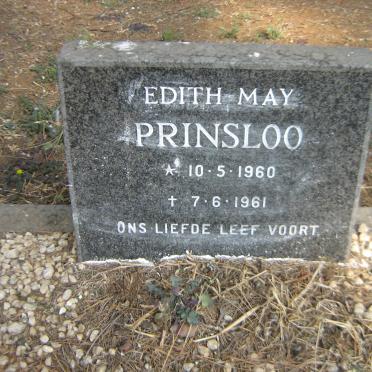 EDITH MAY
PRINSLOO
☆ 10·5·1960
✝ 7·6·1961
ONS LIEFDE LEEF VOORT